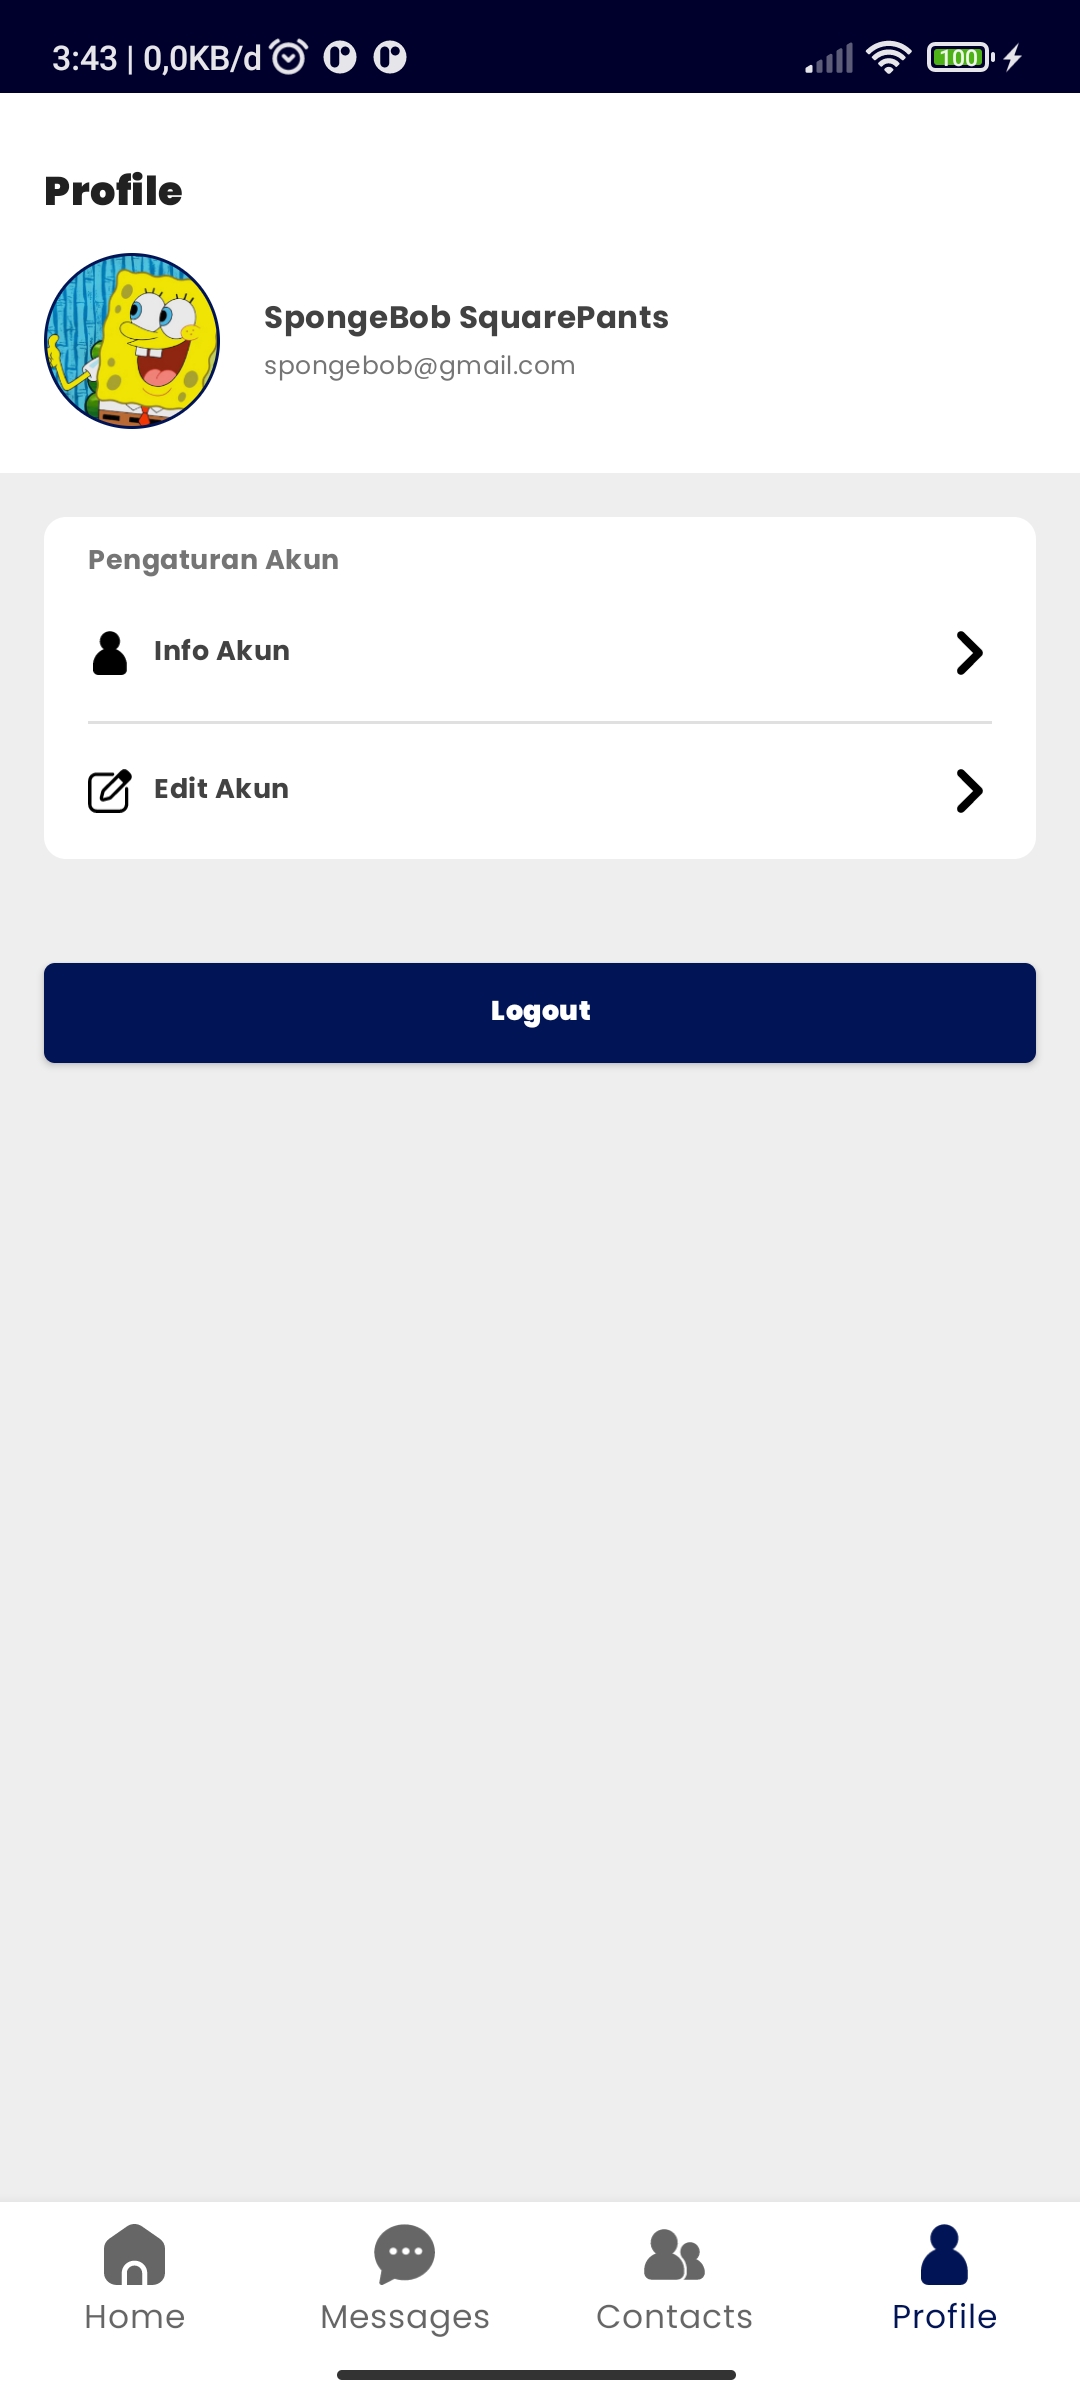 3:43 | 0,0KB/d
100
Profile
SpongeBob SquarePants
spongebob@gmail.com
Pengaturan Akun
Info Akun
Edit Akun
Logout
Home
Messages
Contacts
Profile